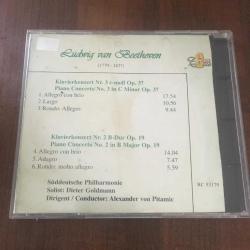 Ludwig van Beethoven
(1770 - 1827)
Klavierkonzert Nr. 3 c-moll Op. 37
Piano Concerto No. 3 in C Minor Op. 37
1. Allegro con brio 17.54
2.Largo 10.56
3.Rondo: Allegro 9.44
Klavierkonzert Nr. 2 B-Dur Op. 19
Piano Concerto No. 2 in B Major Op. 19
4. Allegro con brio 14.04
5. Adagio 7.47
6.Rondo: molto allegro 5.59
Süddeutsche Philharmonie
Solist: Dieter Goldmann
Dirigent / Conductor: Alexander von Pitamic